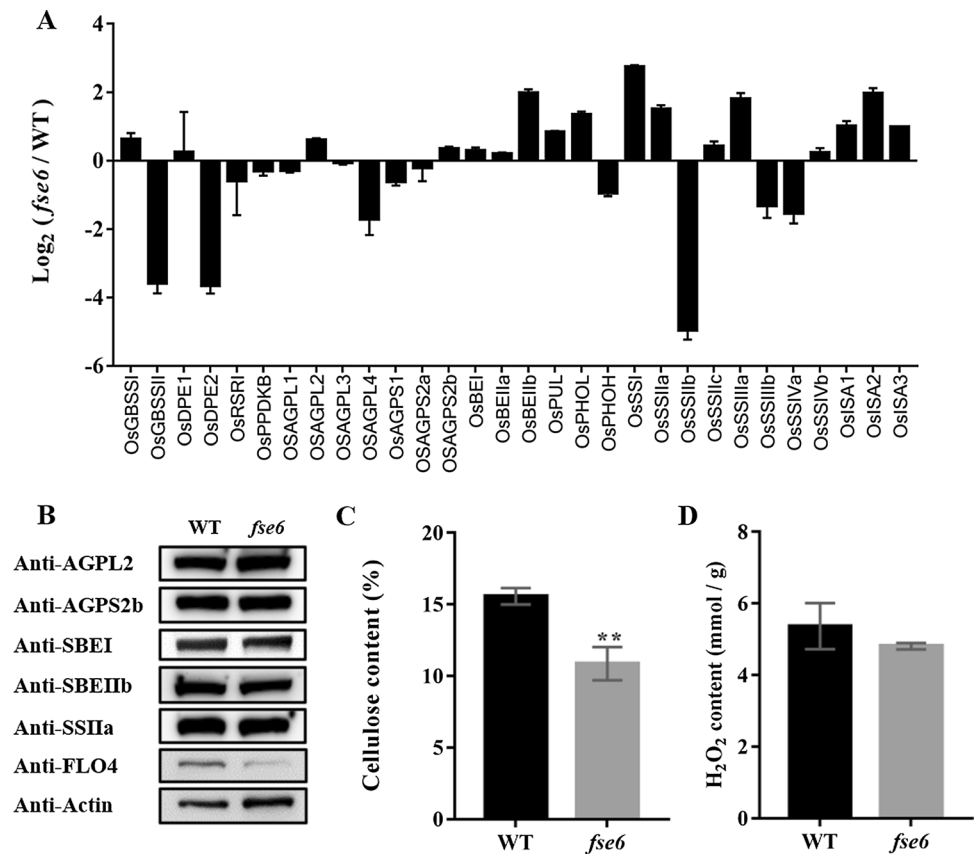 A
Log2 ( fse6 / WT)
4
2
0
-2
-4
-6
OsGBSSI
OsGBSSII
OsDPE1
OsDPE2
OsRSRI
OsPPDKB
OSAGPL1
OSAGPL2
OSAGPL3
OSAGPL4
OsAGPS1
OsAGPS2a
OSAGPS2b
OsBEI
OsBEIIa
OsBEIIb
OsPUL
OsPHOL
OsPHOH
OsSSI
OsSSIIa
OsSSIIb
OsSSIIc
OsSSIIIa
OsSSIIIb
OsSSIVa
OsSSIVb
OsISA1
OsISA2
OsISA3
B
WT fse6
Anti-AGPL2
Anti-AGPS2b
Anti-SBEI
Anti-SBEIIb
Anti-SSIIa
Anti-FLO4
Anti-Actin
C
Cellulose content (%)
20
15
10
5
0
**
WT fse6
D
H2O2 content (mmol / g)
8
6
4
2
0
WT fse6